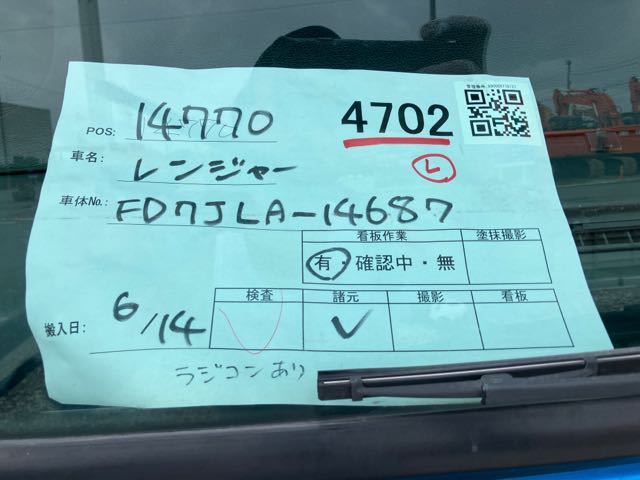 POS: 14770
4702
車名: レンジャー
L
車体No.: FD7JLA-14687
看板作業 塗抹撮影
有・確認中・無
検査 諸元 撮影 看板
搬入日: 6/14
ラジコンあり